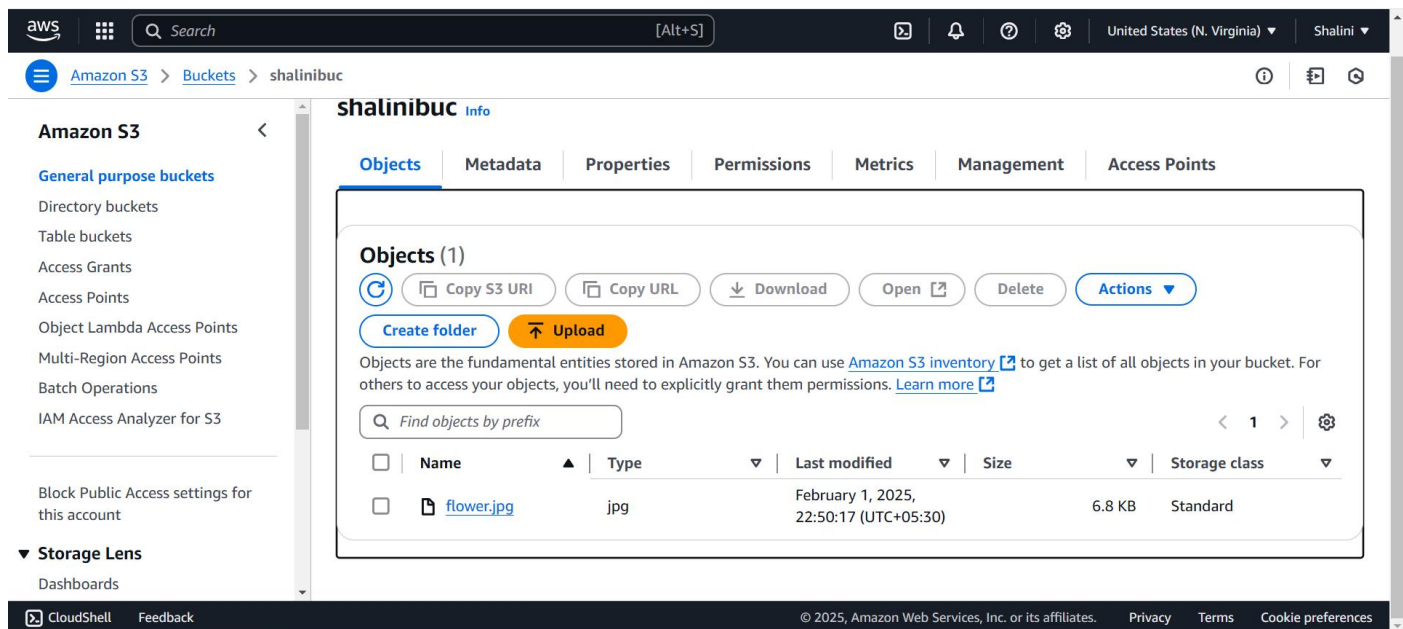 aws
Search [Alt+S]
United States (N. Virginia)
Shalini
Amazon S3 > Buckets > shalinibuc
Amazon S3
General purpose buckets
Directory buckets
Table buckets
Access Grants
Access Points
Object Lambda Access Points
Multi-Region Access Points
Batch Operations
IAM Access Analyzer for S3
Block Public Access settings for
this account
Storage Lens
Dashboards
shalinibuc Info
Objects Metadata Properties Permissions Metrics Management Access Points
Objects (1)
Copy S3 URI Copy URL Download Open Delete Actions
Create folder Upload
Objects are the fundamental entities stored in Amazon S3. You can use Amazon S3 inventory to get a list of all objects in your bucket. For
others to access your objects, you'll need to explicitly grant them permissions. Learn more
Find objects by prefix
1
Name Type Last modified Size Storage class
flower.jpg jpg February 1, 2025, 22:50:17 (UTC+05:30) 6.8 KB Standard
CloudShell Feedback © 2025, Amazon Web Services, Inc. or its affiliates. Privacy Terms Cookie preferences